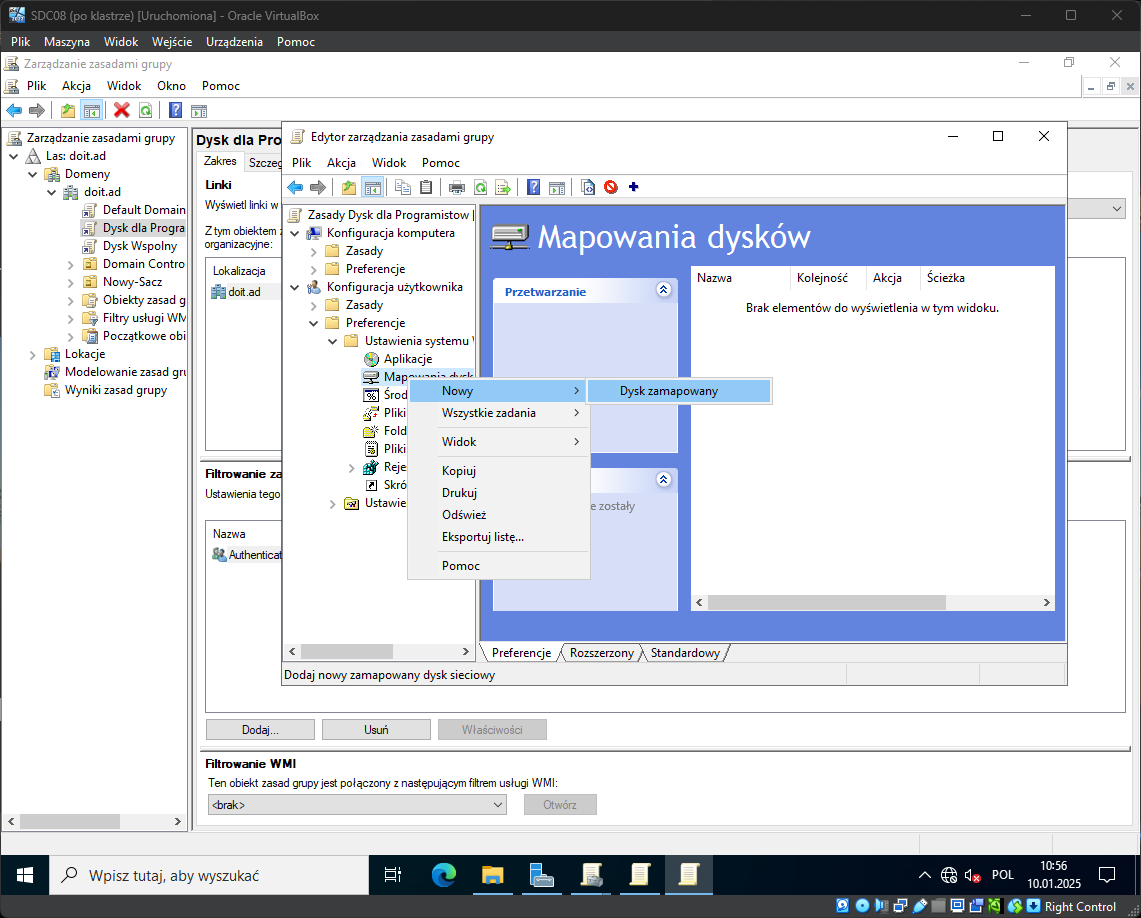 SDC08 (po klastrze) [Uruchomiona] - Oracle VirtualBox
Plik Maszyna Widok Wejście Urządzenia Pomoc
Zarządzanie zasadami grupy
Plik Akcja Widok Okno Pomoc
Zarządzanie zasadami grupy
Las: doit.ad
Domeny
doit.ad
Default Domain
Dysk dla Progra
Dysk Wspolny
Domain Contro
Nowy-Sacz
Obiekty zasad g
Filtry usługi WM
Początkowe obi
Lokacje
Modelowanie zasad gru
Wyniki zasad grupy
Dysk dla Pro
Zakres Szczeg
Linki
Wyświetl linki w
Z tym obiektem z
organizacyjne:
Lokalizacja
doit.ad
Filtrowanie za
Ustawienia tego
Nazwa
Authenticat
Dodaj... Usuń Właściwości
Filtrowanie WMI
Ten obiekt zasad grupy jest połączony z następującym filtrem usługi WMI:
<brak> Otwórz
Edytor zarządzania zasadami grupy
Plik Akcja Widok Pomoc
Zasady Dysk dla Programistow [
Konfiguracja komputera
Zasady
Preferencje
Konfiguracja użytkownika
Zasady
Preferencje
Ustawienia systemu
Aplikacje
Mapowania dysk
Środ
Pliki
Fold
Pliki
Reje
Skró
Ustawie
Mapowania dysków
Przetwarzanie
e zostały
Nazwa Kolejność Akcja Ścieżka
Brak elementów do wyświetlenia w tym widoku.
Nowy
Wszystkie zadania
Widok
Kopiuj
Drukuj
Odśwież
Eksportuj listę...
Pomoc
Dysk zamapowany
Preferencje Rozszerzony Standardowy
Dodaj nowy zamapowany dysk sieciowy
Wpisz tutaj, aby wyszukać
POL
10:56
10.01.2025
Right Control